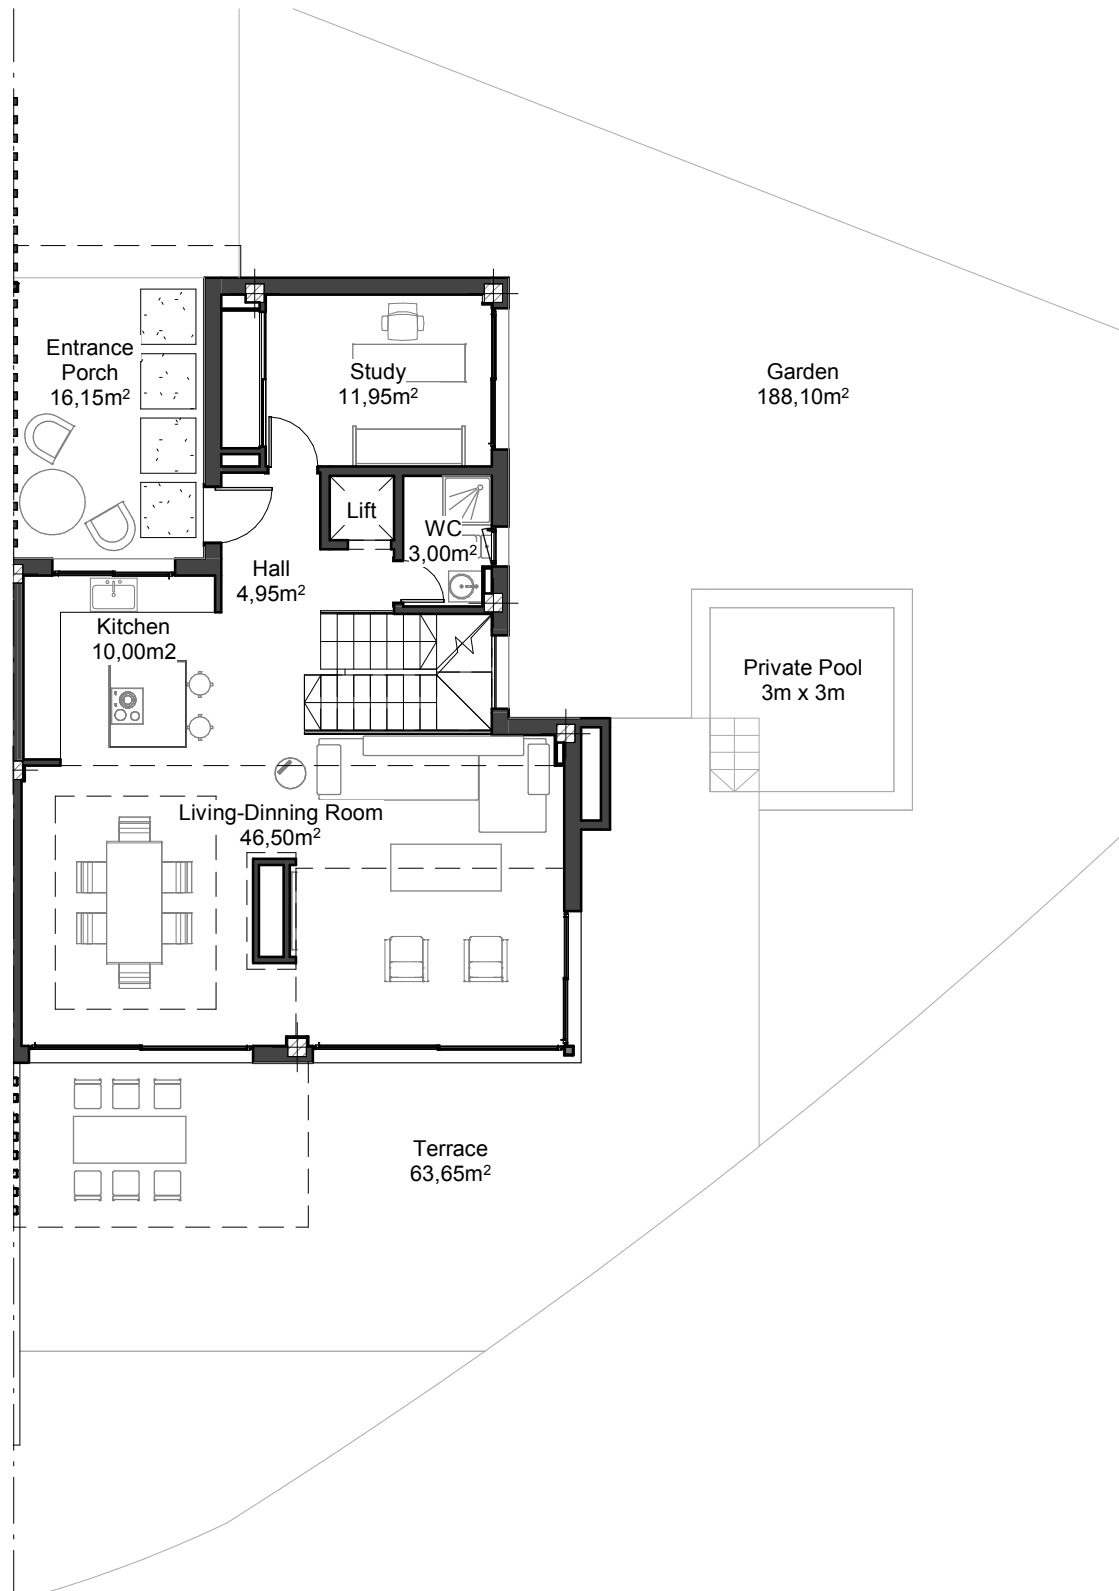 Entrance
Porch
16,15m²
Study
11,95m²
Garden
188,10m²
Lift
WC
3,00m²
Hall
4,95m²
Kitchen
10,00m2
Private Pool
3m x 3m
Living-Dinning Room
46,50m²
Terrace
63,65m²